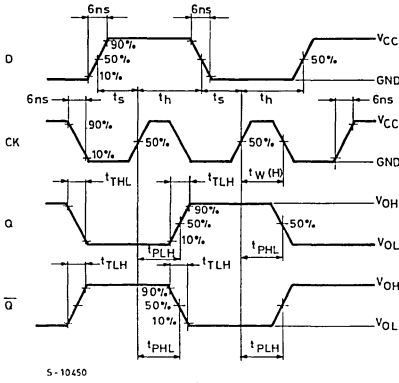 6ns 6ns
D 90% 50% 10% 50% VCC GND
ts th ts th
6ns 6ns
CK 90% 10% 50% 50% VCC GND
tW(H)
tTHL tTLH
Q 90% 50% 10% 50% VOH VOL
tPLH tPHL
tTLH tTLH
Q 90% 50% 10% VOH VOL
tPHL tPLH
S-10450